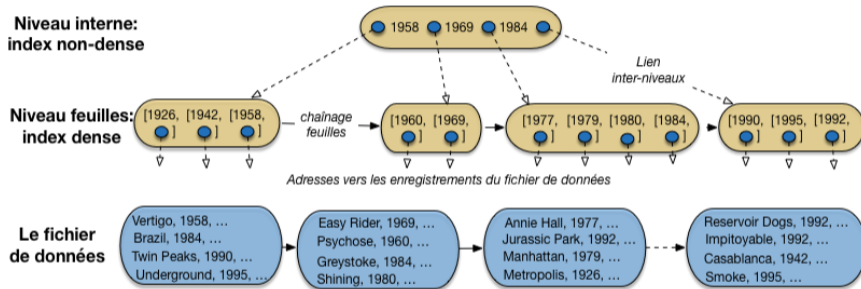 Niveau interne:
index non-dense
1958 1969 1984
Lien
inter-niveaux
Niveau feuilles:
index dense
[1926, [1942, [1958,
] ] ]
chaînage
feuilles
[1960, [1969,
] ]
[1977, [1979, [1980, [1984,
] ] ] ]
[1990, [1995, [1992,
] ] ]
Adresses vers les enregistrements du fichier de données
Le fichier
de données
Vertigo, 1958, ...
Brazil, 1984, ...
Twin Peaks, 1990, ...
Underground, 1995, ...
Easy Rider, 1969, ...
Psychose, 1960, ...
Greystoke, 1984, ...
Shining, 1980, ...
Annie Hall, 1977, ...
Jurassic Park, 1992, ...
Manhattan, 1979, ...
Metropolis, 1926, ...
Reservoir Dogs, 1992, ...
Impitoyable, 1992, ...
Casablanca, 1942, ...
Smoke, 1995, ...